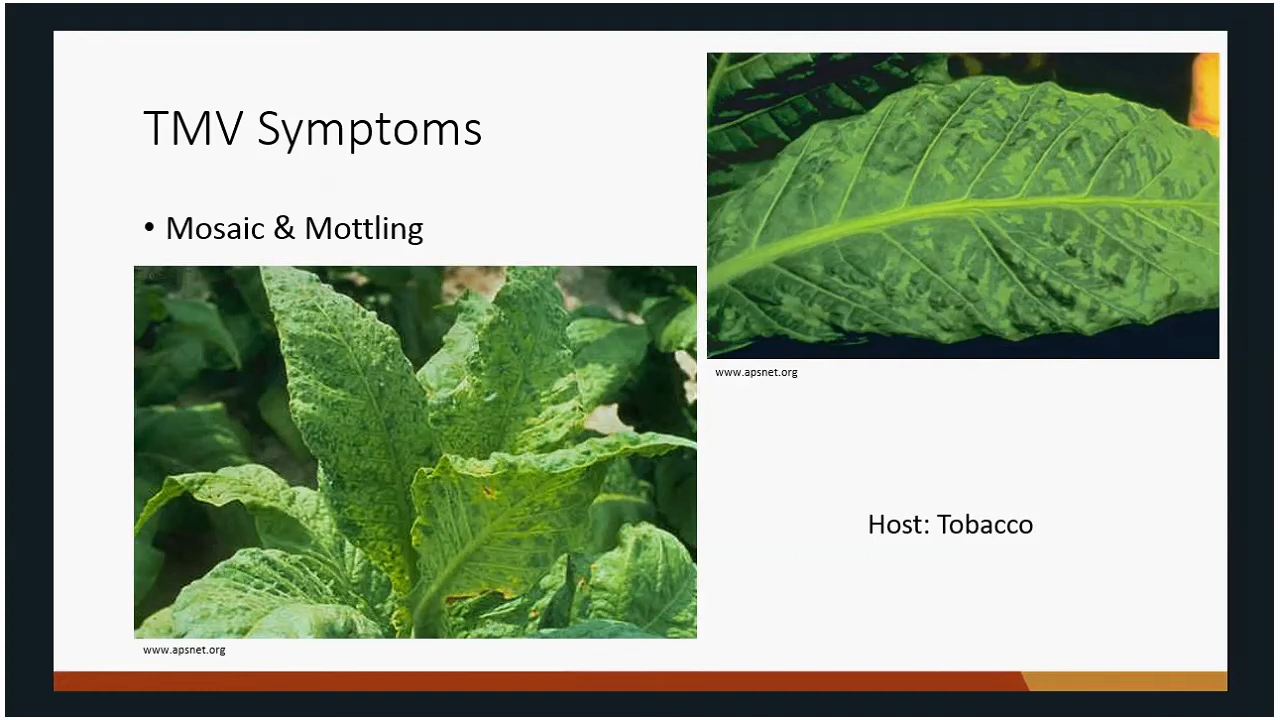 TMV Symptoms
• Mosaic & Mottling
www.apsnet.org
Host: Tobacco
www.apsnet.org